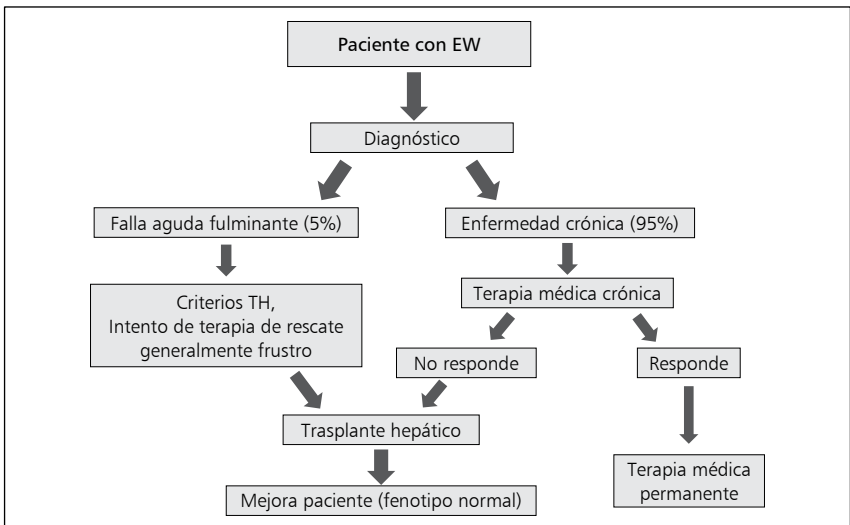 Paciente con EW
Diagnóstico
Falla aguda fulminante (5%)
Enfermedad crónica (95%)
Criterios TH,
Intento de terapia de rescate
generalmente frustro
Terapia médica crónica
No responde
Responde
Trasplante hepático
Terapia médica
permanente
Mejora paciente (fenotipo normal)